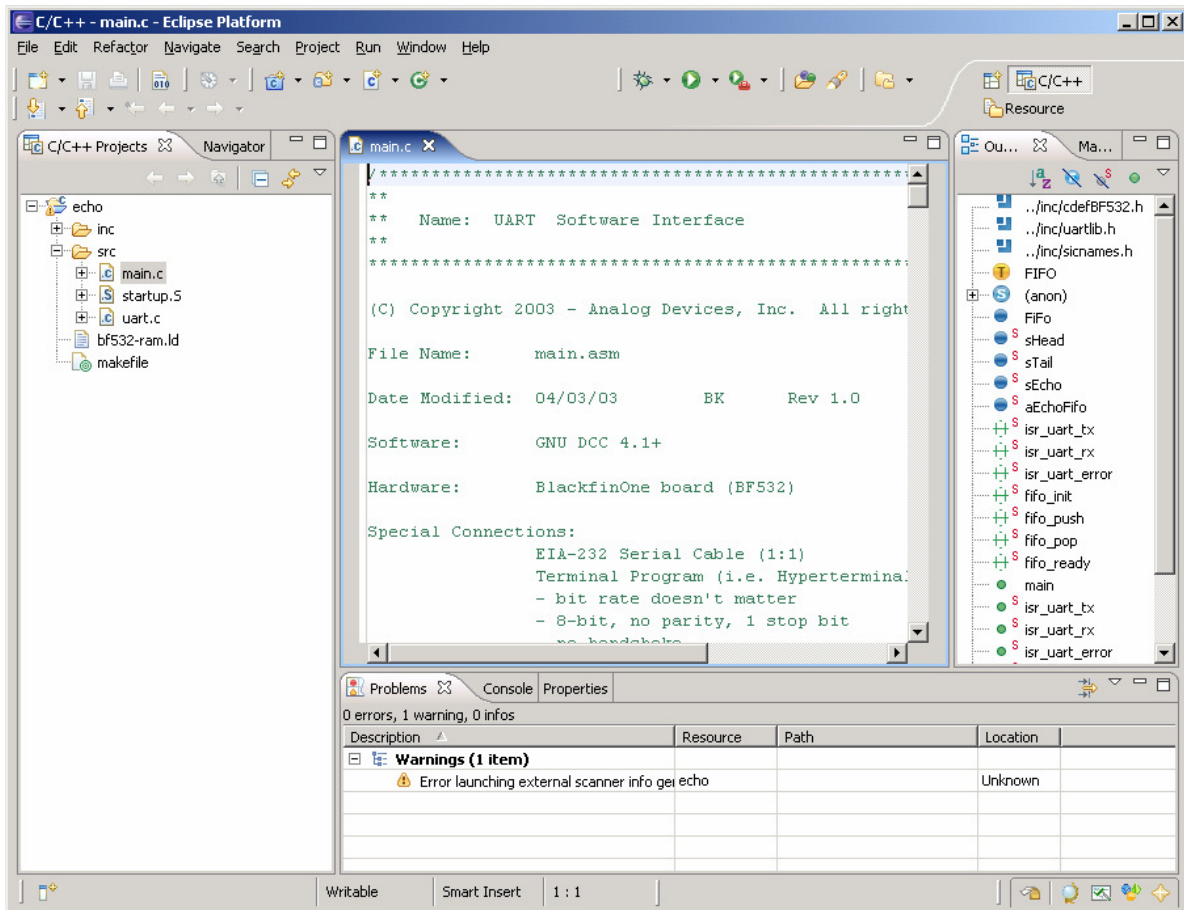 C/C++ - main.c - Eclipse Platform
File Edit Refactor Navigate Search Project Run Window Help
C/C++
Resource
C/C++ Projects Navigator
echo
inc
src
main.c
startup.S
uart.c
bf532-ram.ld
makefile
main.c
/***************************************************
**
** Name: UART Software Interface
**
****************************************************
(C) Copyright 2003 - Analog Devices, Inc. All right
File Name: main.asm
Date Modified: 04/03/03 BK Rev 1.0
Software: GNU DCC 4.1+
Hardware: BlackfinOne board (BF532)
Special Connections:
EIA-232 Serial Cable (1:1)
Terminal Program (i.e. Hyperterminal
- bit rate doesn't matter
- 8-bit, no parity, 1 stop bit
- no handshake
Ou... Ma...
../inc/cdefBF532.h
../inc/uartlib.h
../inc/sicnames.h
FIFO
(anon)
FiFo
sHead
sTail
sEcho
aEchoFifo
isr_uart_tx
isr_uart_rx
isr_uart_error
fifo_init
fifo_push
fifo_pop
fifo_ready
main
isr_uart_tx
isr_uart_rx
isr_uart_error
Problems Console Properties
0 errors, 1 warning, 0 infos
Description Resource Path Location
Warnings (1 item)
Error launching external scanner info gei echo Unknown
Writable Smart Insert 1 : 1